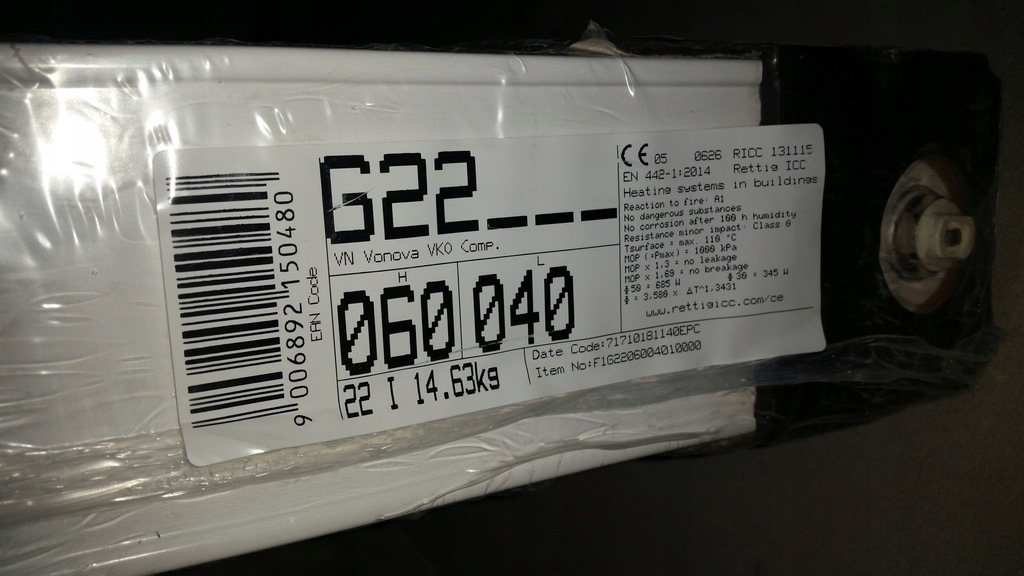 9 006892 150480
EAN Code
G22___
VN Vonova VKO Comp.
H
L
060
040
22 I 14.63kg
CE 05 0626 RICC 131115
EN 442-1:2014 Rettig ICC
Heating systems in buildings
Reaction to fire: A1
No dangerous substances
No corrosion after 100 h humidity
Resistance minor impact: Class 0
Tsurface = max. 110 °C
MOP (=Pmax) = 1000 kPa
MOP x 1,3 = no leakage
MOP x 1,69 = no breakage
ϕ50 = 685 W ϕ30 = 345 W
ϕ = 3,580 x ΔT^1,3431
www.rettigicc.com/ce
Date Code:71710181140EPC
Item No:F1G2206004010000